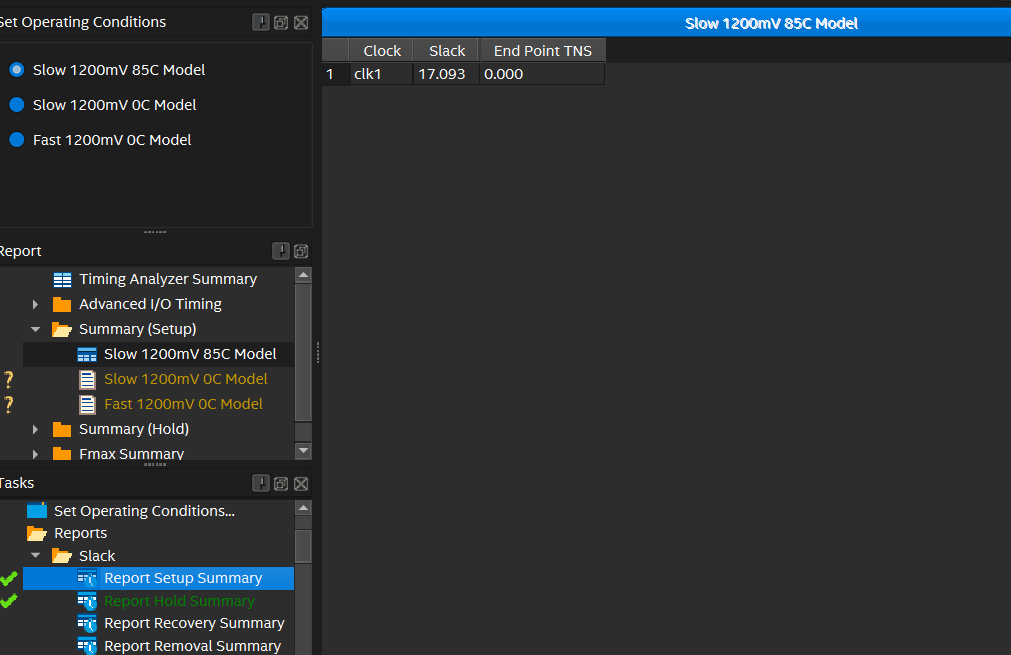 Set Operating Conditions
Slow 1200mV 85C Model
Slow 1200mV 0C Model
Fast 1200mV 0C Model
Report
Timing Analyzer Summary
Advanced I/O Timing
Summary (Setup)
Slow 1200mV 85C Model
Slow 1200mV 0C Model
Fast 1200mV 0C Model
Summary (Hold)
Fmax Summary
Tasks
Set Operating Conditions...
Reports
Slack
Report Setup Summary
Report Hold Summary
Report Recovery Summary
Report Removal Summary
Slow 1200mV 85C Model
Clock Slack End Point TNS
1 clk1 17.093 0.000